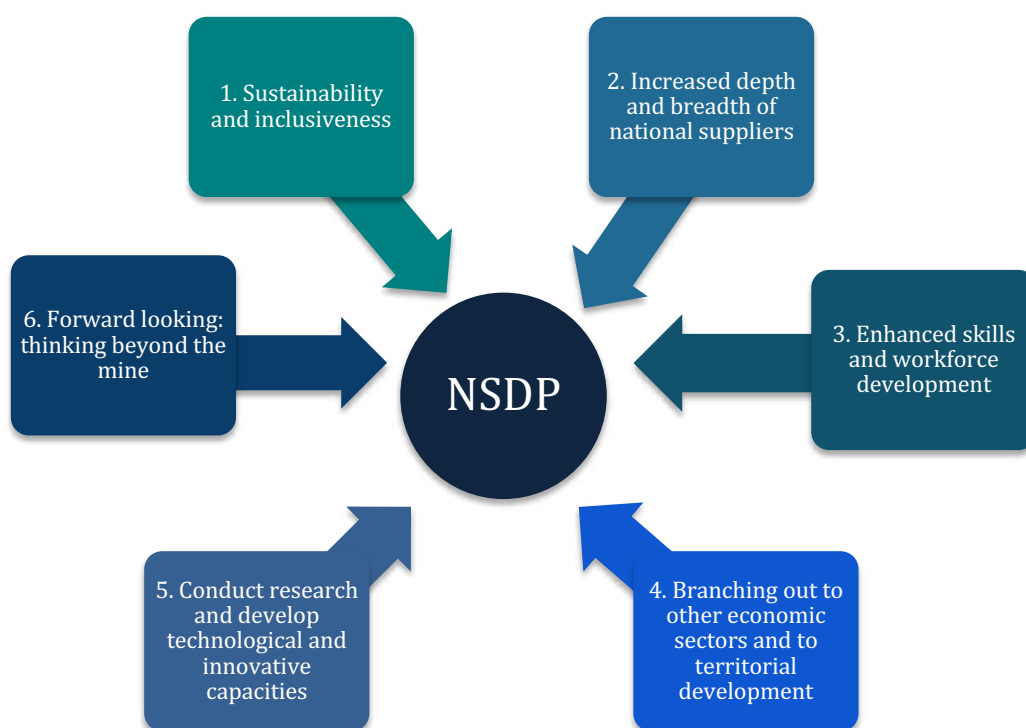 1. Sustainability
and inclusiveness
2. Increased depth
and breadth of
national suppliers
3. Enhanced skills
and workforce
development
4. Branching out to
other economic
sectors and to
territorial
development
5. Conduct research
and develop
technological and
innovative
capacities
6. Forward looking:
thinking beyond the
mine
NSDP